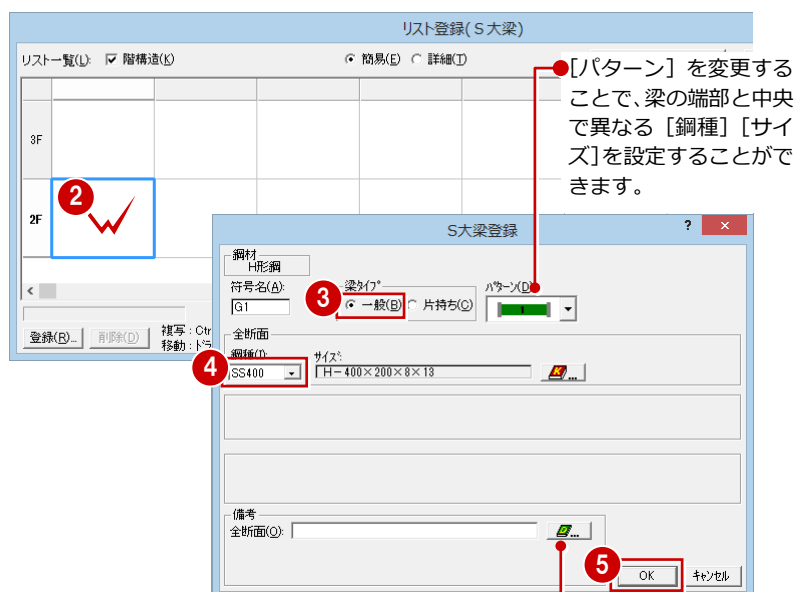 リスト登録(S大梁)
リスト一覧(L): 階構造(K) 簡易(E) 詳細(T)
[パターン] を変更する
ことで、梁の端部と中央
で異なる [鋼種] [サイ
ズ]を設定することがで
きます。
3F
2
2F
S大梁登録 ? ×
鋼材
H形鋼
符号名(A):
G1
3
梁タイプ
一般(B) 片持ち(C)
パターン(D)
1
登録(R)... 削除(D)
複写 : Ctr
移動 : ドラ
全断面
4
鋼種(I):
SS400
サイズ:
H-400×200×8×13
...
備考
全断面(O):
...
5
OK キャンセル